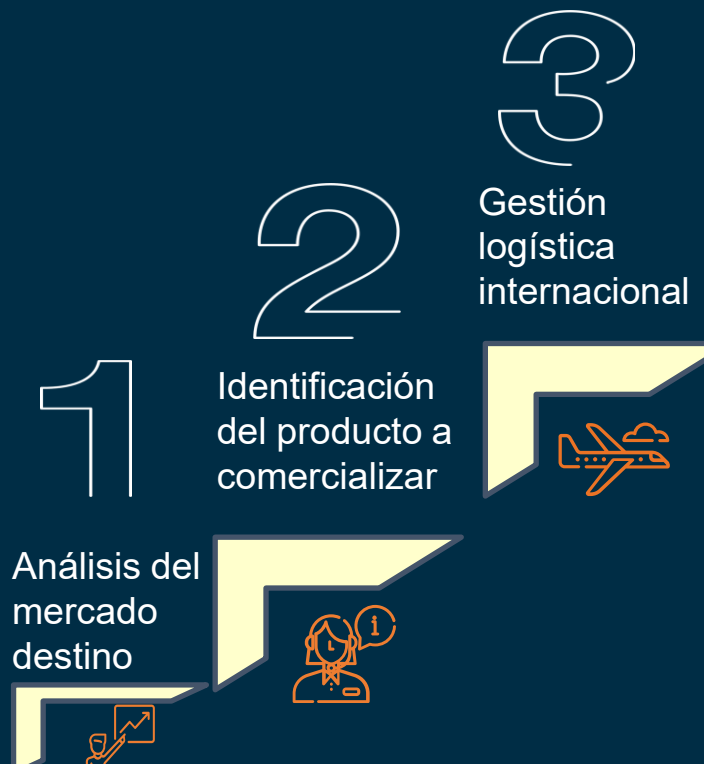 1
Análisis del
mercado
destino
2
Identificación
del producto a
comercializar
i
3
Gestión
logística
internacional